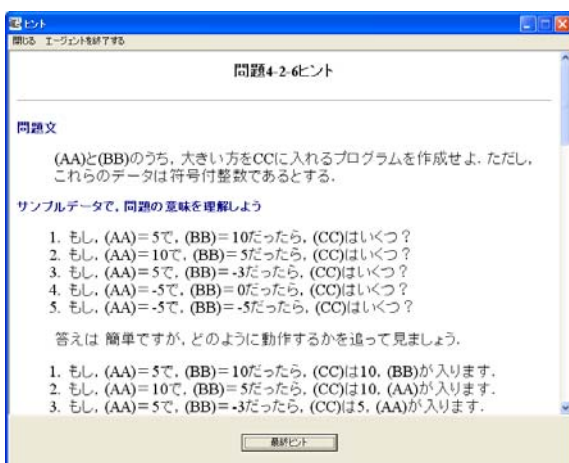 ヒント
閉じる エージェントを終了する
問題4-2-6ヒント
問題文
(AA)と(BB)のうち, 大きい方をCCに入れるプログラムを作成せよ. ただし,
これらのデータは符号付整数であるとする.
サンプルデータで, 問題の意味を理解しよう
1. もし, (AA)=5で, (BB)=10だったら, (CC)はいくつ?
2. もし, (AA)=10で, (BB)=5だったら, (CC)はいくつ?
3. もし, (AA)=5で, (BB)=-3だったら, (CC)はいくつ?
4. もし, (AA)=-5で, (BB)=0だったら, (CC)はいくつ?
5. もし, (AA)=-5で, (BB)=-5だったら, (CC)はいくつ?
答えは 簡単ですが, どのように動作するかを追って見ましょう.
1. もし, (AA)=5で, (BB)=10だったら, (CC)は10, (BB)が入ります.
2. もし, (AA)=10で, (BB)=5だったら, (CC)は10, (AA)が入ります.
3. もし, (AA)=5で, (BB)=-3だったら, (CC)は5, (AA)が入ります.
最終ヒント